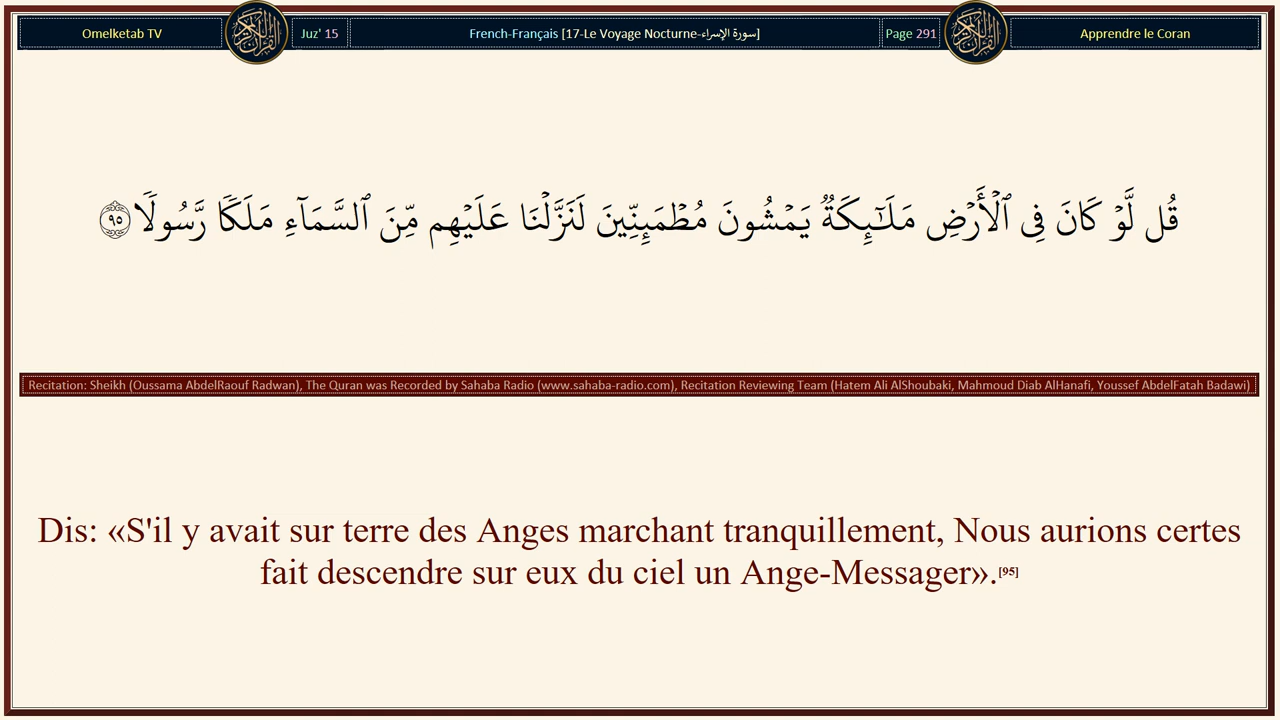 Omelketab TV
Juz' 15
French-Français [17-Le Voyage Nocturne-سورة الإسراء]
Page 291
Apprendre le Coran
قُل لَّوْ كَانَ فِى ٱلْأَرْضِ مَلَـٰٓئِكَةٌ يَمْشُونَ مُطْمَئِنِّينَ لَنَزَّلْنَا عَلَيْهِم مِّنَ ٱلسَّمَآءِ مَلَكًا رَّسُولًا ٩٥
Recitation: Sheikh (Oussama AbdelRaouf Radwan), The Quran was Recorded by Sahaba Radio (www.sahaba-radio.com), Recitation Reviewing Team (Hatem Ali AlShoubaki, Mahmoud Diab AlHanafi, Youssef AbdelFatah Badawi)
Dis: «S'il y avait sur terre des Anges marchant tranquillement, Nous aurions certes
fait descendre sur eux du ciel un Ange-Messager».[95]